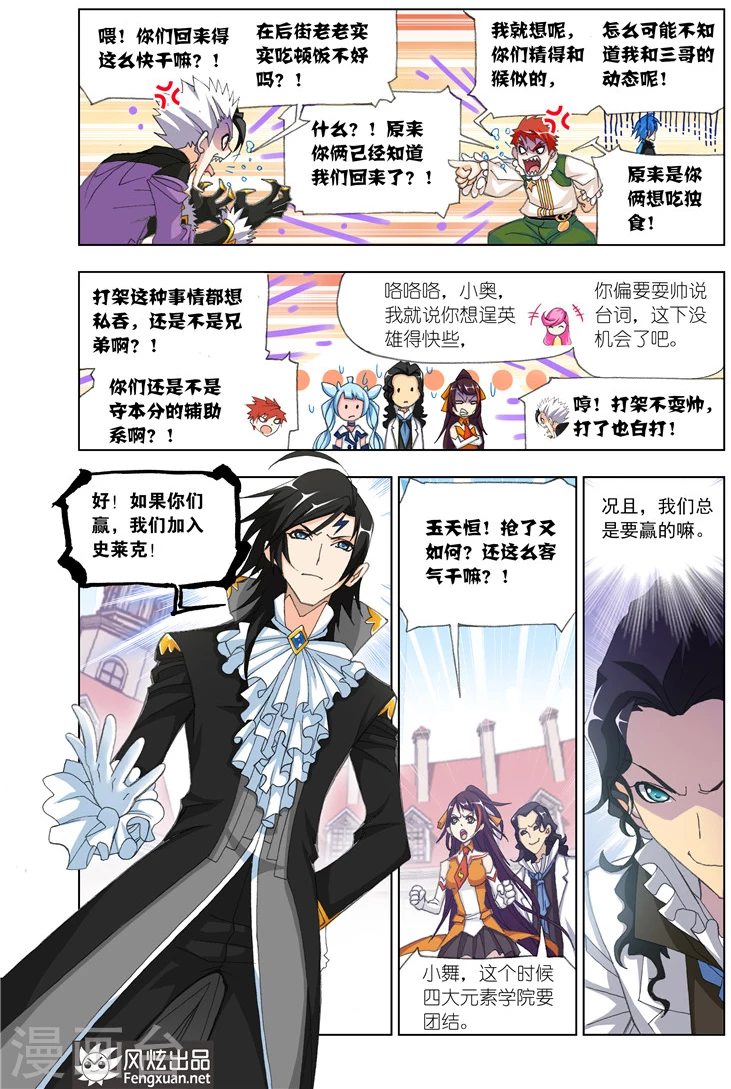 喂！你们回来得
这么快干嘛？！
在后街老老实
实吃顿饭不好
吗？！
什么？！原来
你俩已经知道
我们回来了？！
我就想呢，
你们精得和
猴似的，
怎么可能不知
道我和三哥的
动态呢！
原来是你
俩想吃独
食！
打架这种事情都想
私吞，还是不是兄
弟啊？！
你们还是不是
守本分的辅助
系啊？！
咯咯咯，小奥，
我就说你想逞英
雄得快些，
你偏要耍帅说
台词，这下没
机会了吧。
哼！打架不耍帅，
打了也白打！
好！如果你们
赢，我们加入
史莱克！
玉天恒！抢了又
如何？还这么客
气干嘛？！
小舞，这个时候
四大元素学院要
团结。
况且，我们总
是要赢的嘛。
漫画台
风炫出品
Fengxuan.net